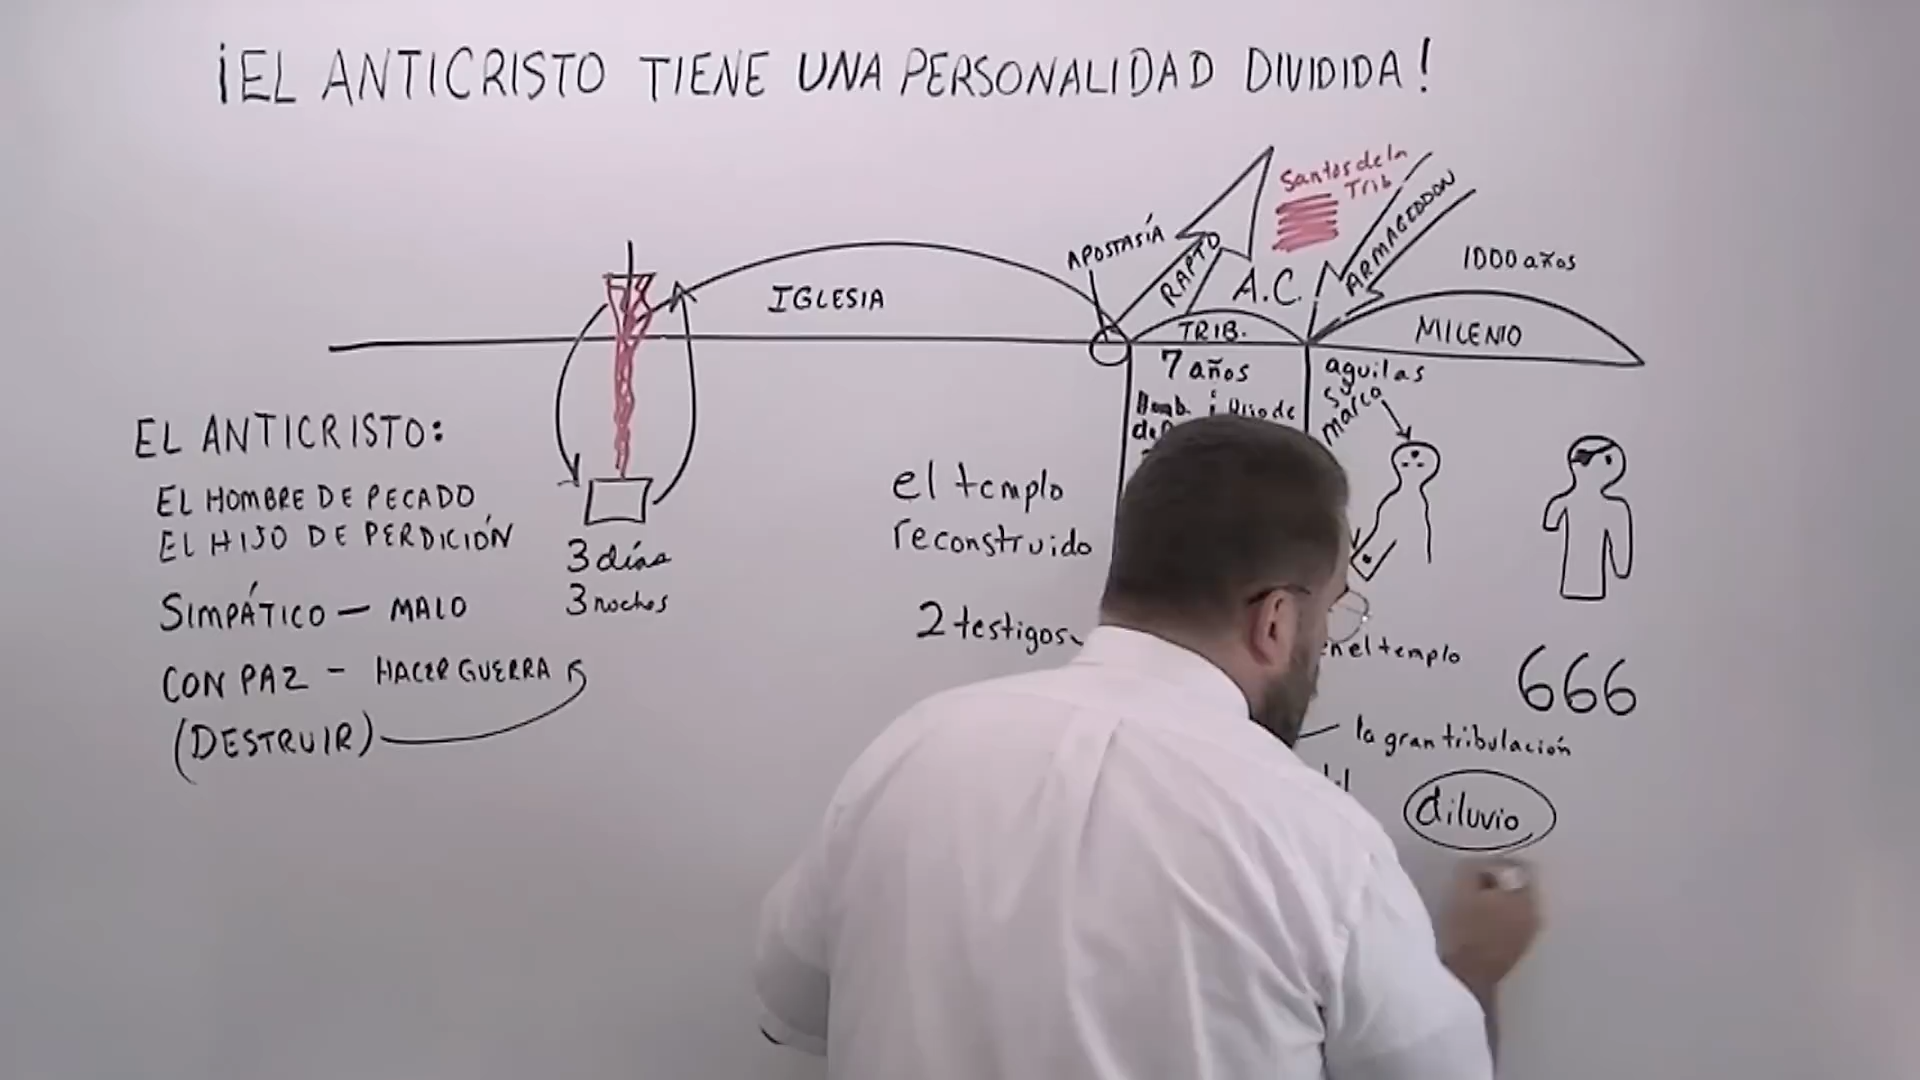 ¡EL ANTICRISTO TIENE UNA PERSONALIDAD DIVIDIDA!
Santos de la
Trib
APOSTASÍA
RAPTO
A.C.
ARMAGEDDON
1000 años
IGLESIA
TRIB.
MILENIO
7 años
aguilas
su
marca
EL ANTICRISTO:
EL HOMBRE DE PECADO
EL HIJO DE PERDICIÓN
3 días
3 noches
SIMPÁTICO — MALO
CON PAZ - HACER GUERRA
(DESTRUIR)
el templo
reconstruido
2 testigos
en el templo
666
la gran tribulación
diluvio